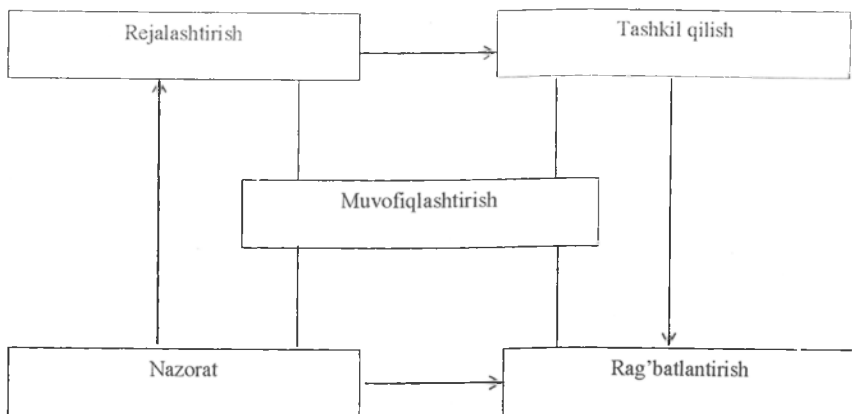 Rejalashtirish
Tashkil qilish
Muvofiqlashtirish
Nazorat
Rag’batlantirish